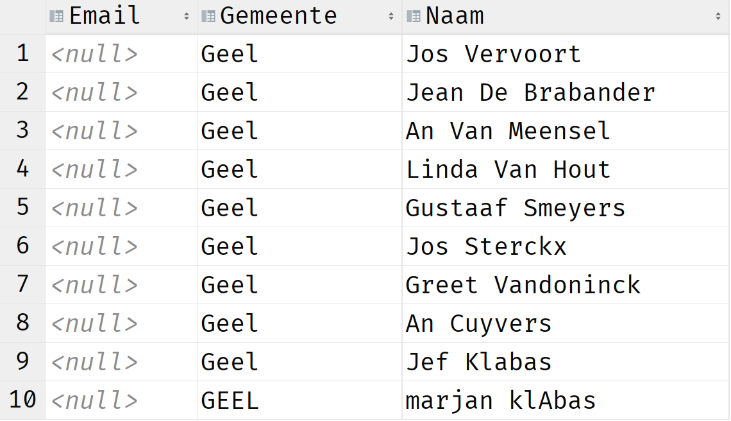 Email Gemeente Naam
1 <null> Geel Jos Vervoort
2 <null> Geel Jean De Brabander
3 <null> Geel An Van Meensel
4 <null> Geel Linda Van Hout
5 <null> Geel Gustaaf Smeyers
6 <null> Geel Jos Sterckx
7 <null> Geel Greet Vandoninck
8 <null> Geel An Cuyvers
9 <null> Geel Jef Klabas
10 <null> GEEL marjan klAbas